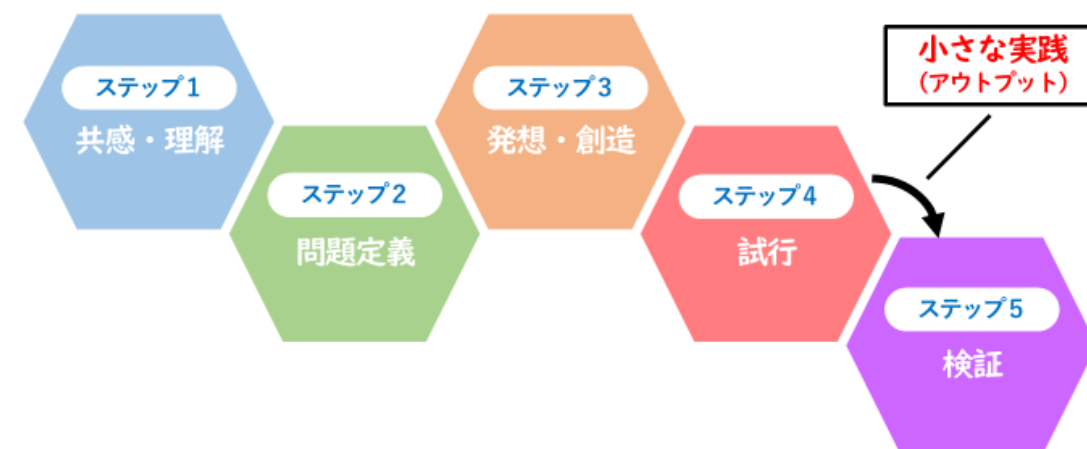 ステップ1
共感・理解
ステップ2
問題定義
ステップ3
発想・創造
ステップ4
試行
小さな実践
(アウトプット)
ステップ5
検証